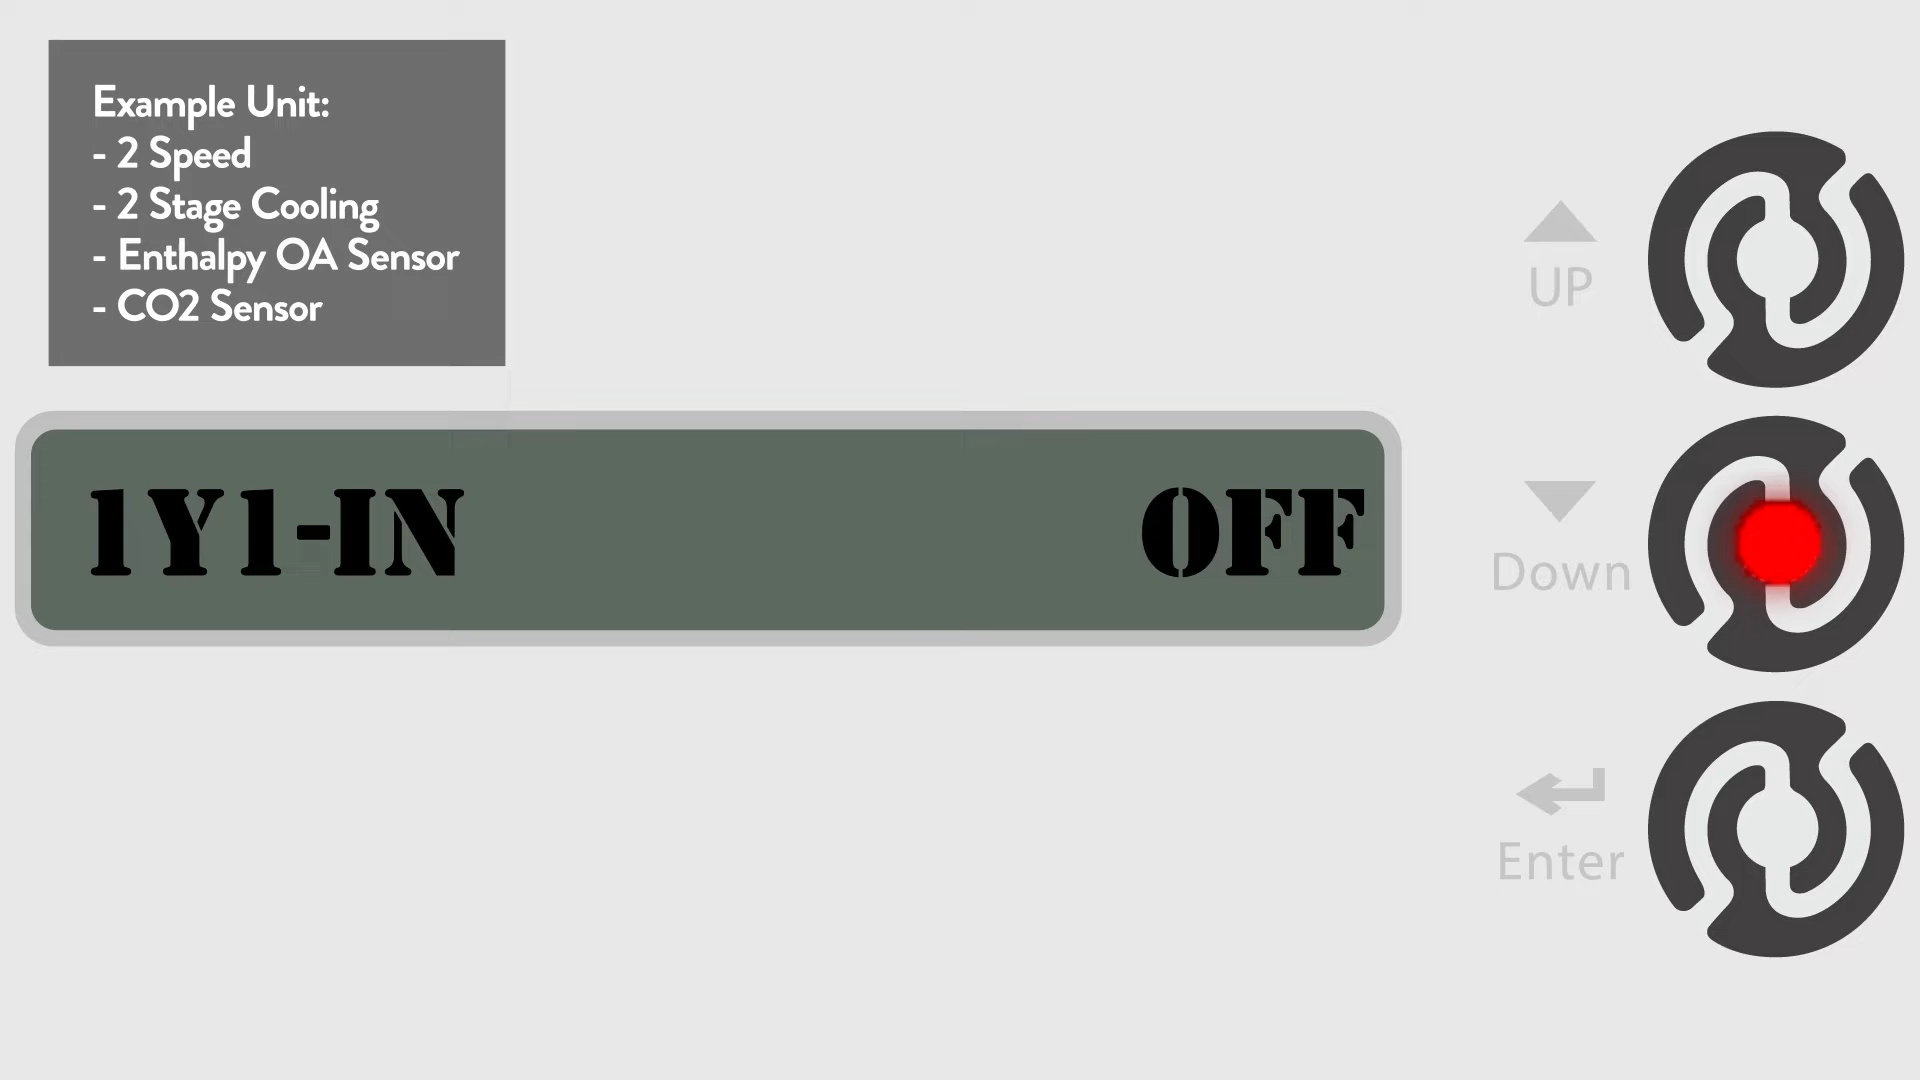 Example Unit:
- 2 Speed
- 2 Stage Cooling
- Enthalpy OA Sensor
- CO2 Sensor
UP
1Y1-IN OFF
Down
Enter